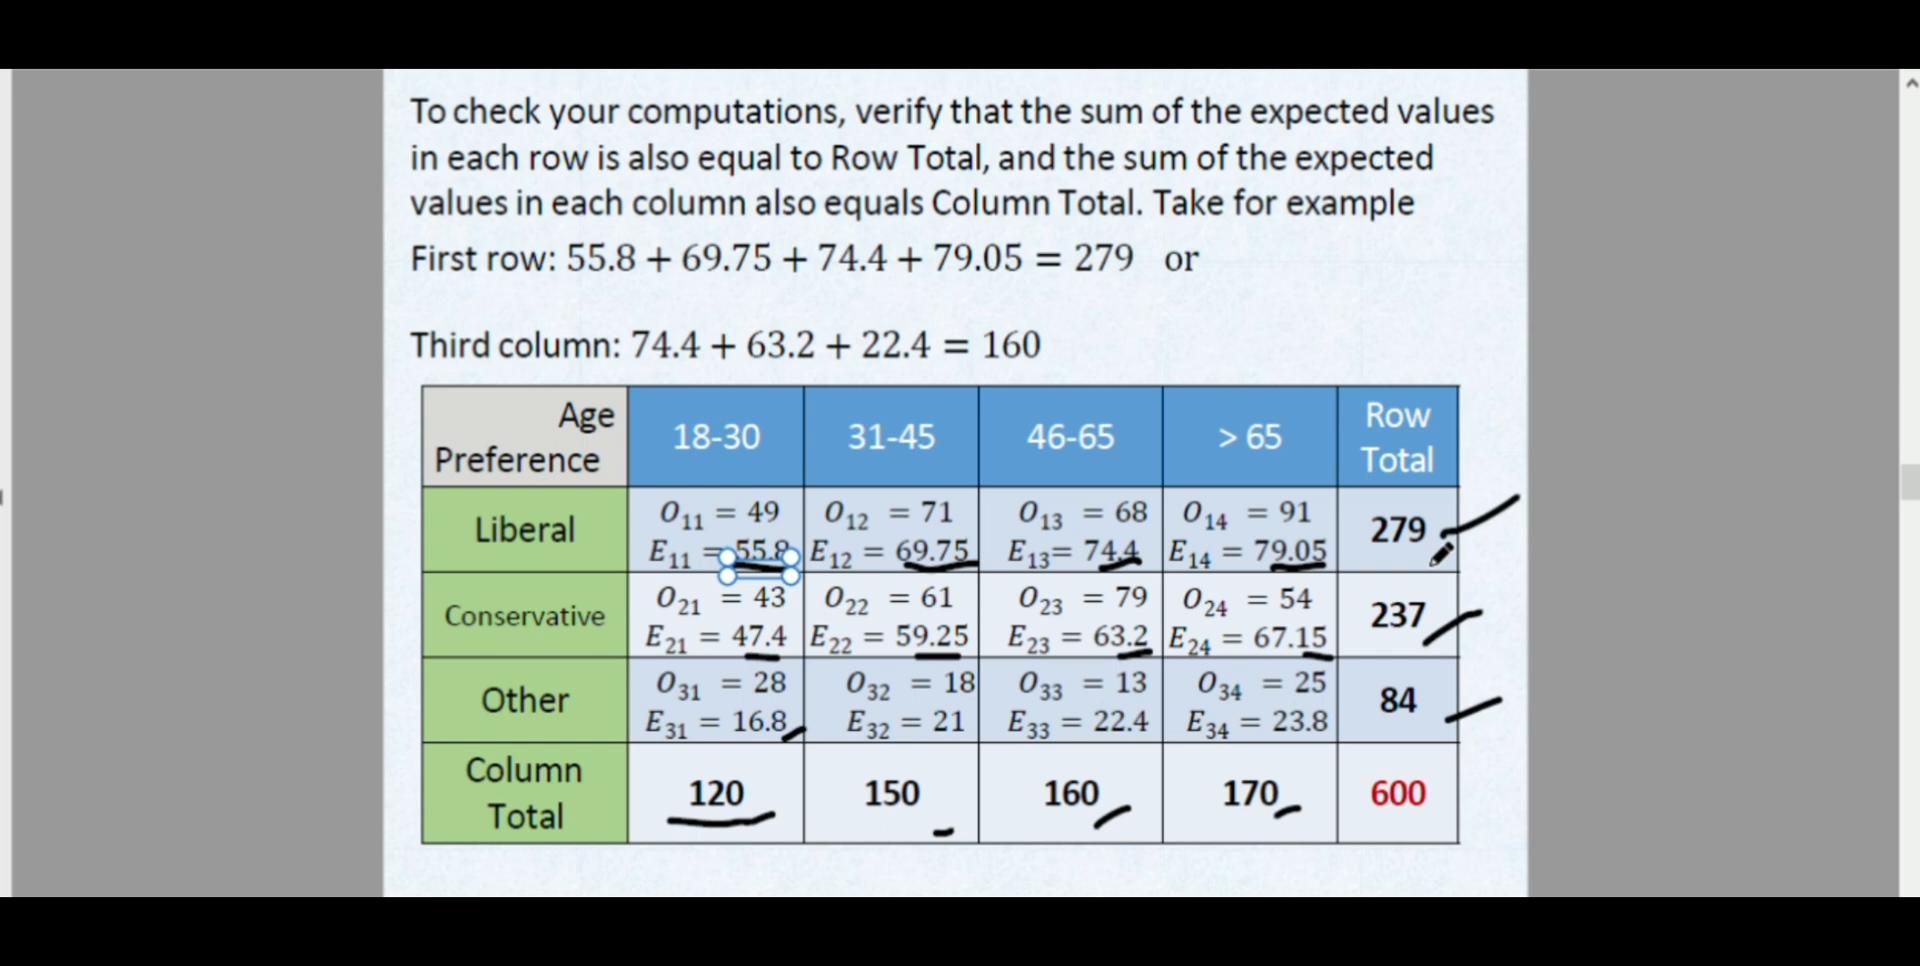 To check your computations, verify that the sum of the expected values
in each row is also equal to Row Total, and the sum of the expected
values in each column also equals Column Total. Take for example
First row: 55.8 + 69.75 + 74.4 + 79.05 = 279 or
Third column: 74.4 + 63.2 + 22.4 = 160
Age
Preference
18-30
31-45
46-65
> 65
Row
Total
Liberal
O₁₁ = 49
E₁₁ = 55.8
O₁₂ = 71
E₁₂ = 69.75
O₁₃ = 68
E₁₃= 74.4
O₁₄ = 91
E₁₄ = 79.05
279
Conservative
O₂₁ = 43
E₂₁ = 47.4
O₂₂ = 61
E₂₂ = 59.25
O₂₃ = 79
E₂₃ = 63.2
O₂₄ = 54
E₂₄ = 67.15
237
Other
O₃₁ = 28
E₃₁ = 16.8
O₃₂ = 18
E₃₂ = 21
O₃₃ = 13
E₃₃ = 22.4
O₃₄ = 25
E₃₄ = 23.8
84
Column
Total
120
150
160
170
600